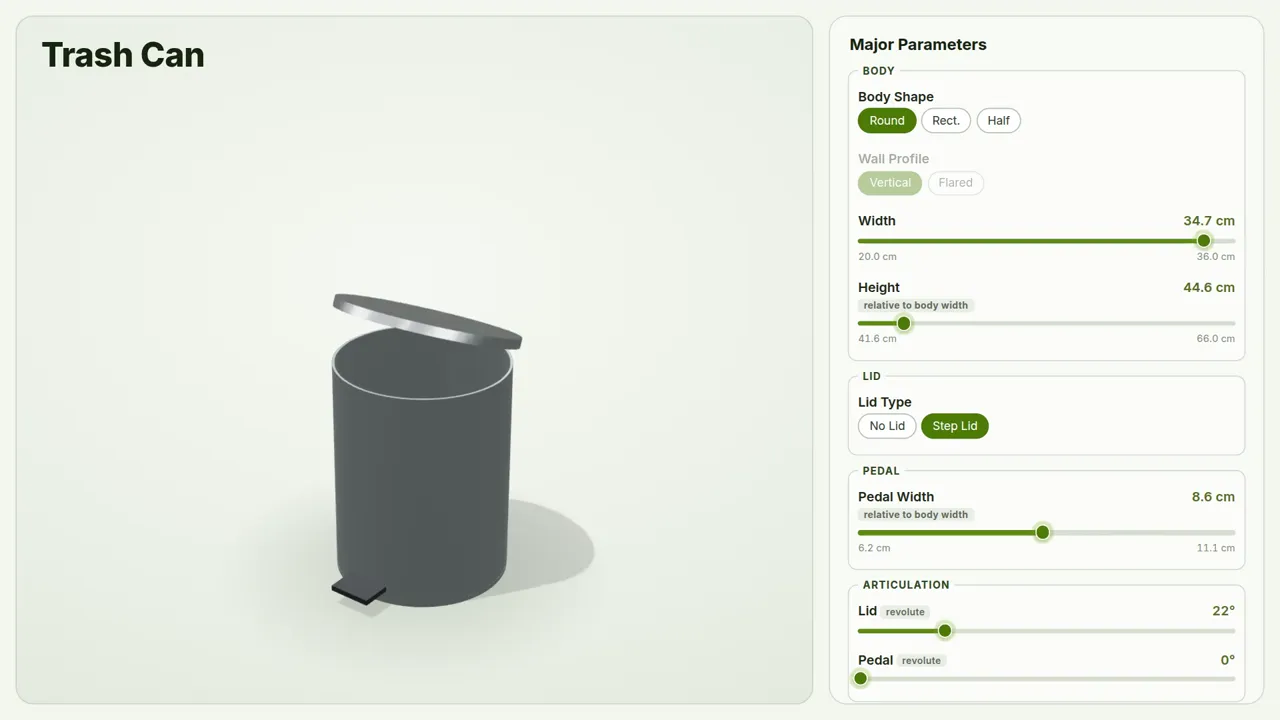 Trash Can
Major Parameters
BODY
Body Shape
Round Rect. Half
Wall Profile
Vertical Flared
Width 34.7 cm
20.0 cm 36.0 cm
Height 44.6 cm
relative to body width
41.6 cm 66.0 cm
LID
Lid Type
No Lid Step Lid
PEDAL
Pedal Width 8.6 cm
relative to body width
6.2 cm 11.1 cm
ARTICULATION
Lid revolute 22°
Pedal revolute 0°